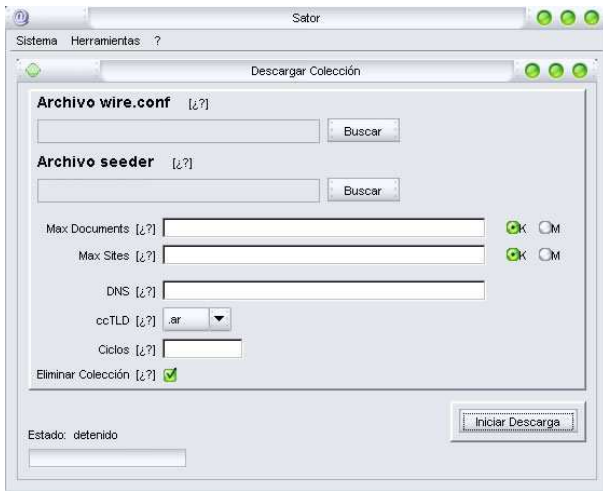 Sator
Sistema Herramientas ?
Descargar Colección
Archivo wire.conf [¿?]
Buscar
Archivo seeder [¿?]
Buscar
Max Documents [¿?] K M
Max Sites [¿?] K M
DNS [¿?]
ccTLD [¿?] .ar
Ciclos [¿?]
Eliminar Colección [¿?]
Iniciar Descarga
Estado: detenido